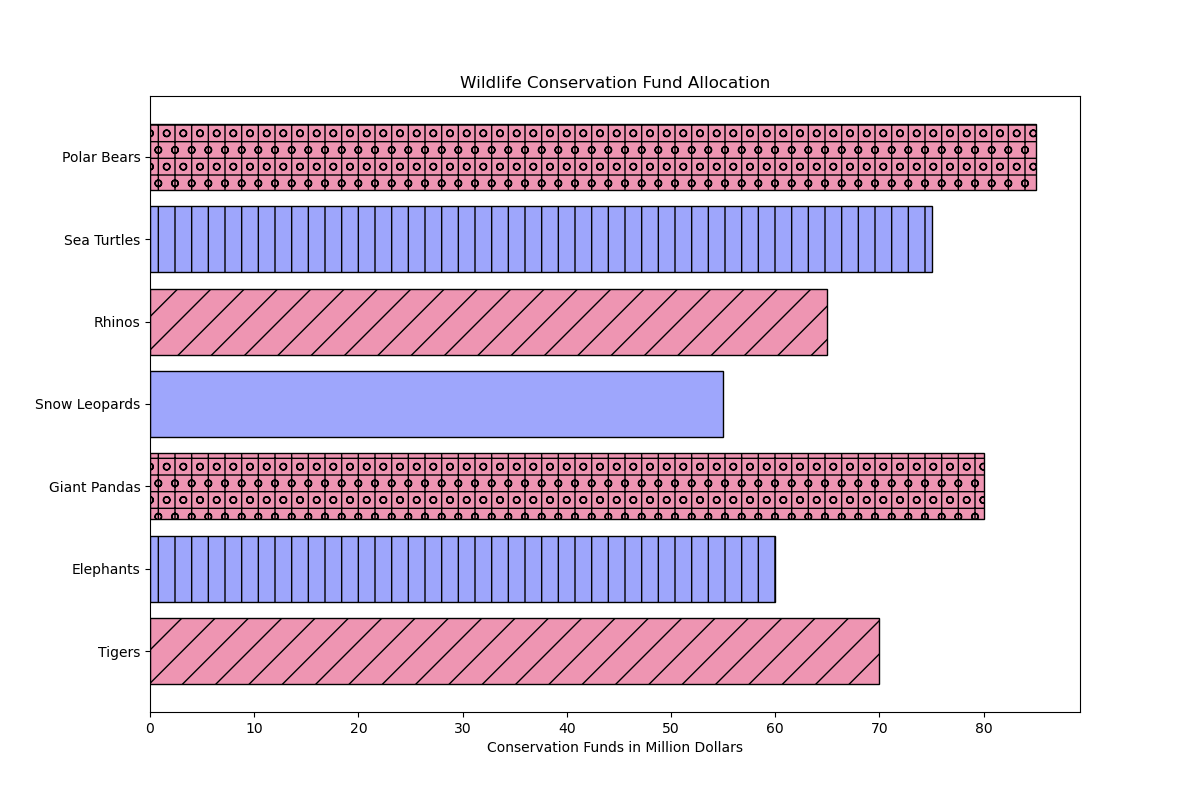 Wildlife Conservation Fund Allocation
Polar Bears
Sea Turtles
Rhinos
Snow Leopards
Giant Pandas
Elephants
Tigers
0 10 20 30 40 50 60 70 80
Conservation Funds in Million Dollars